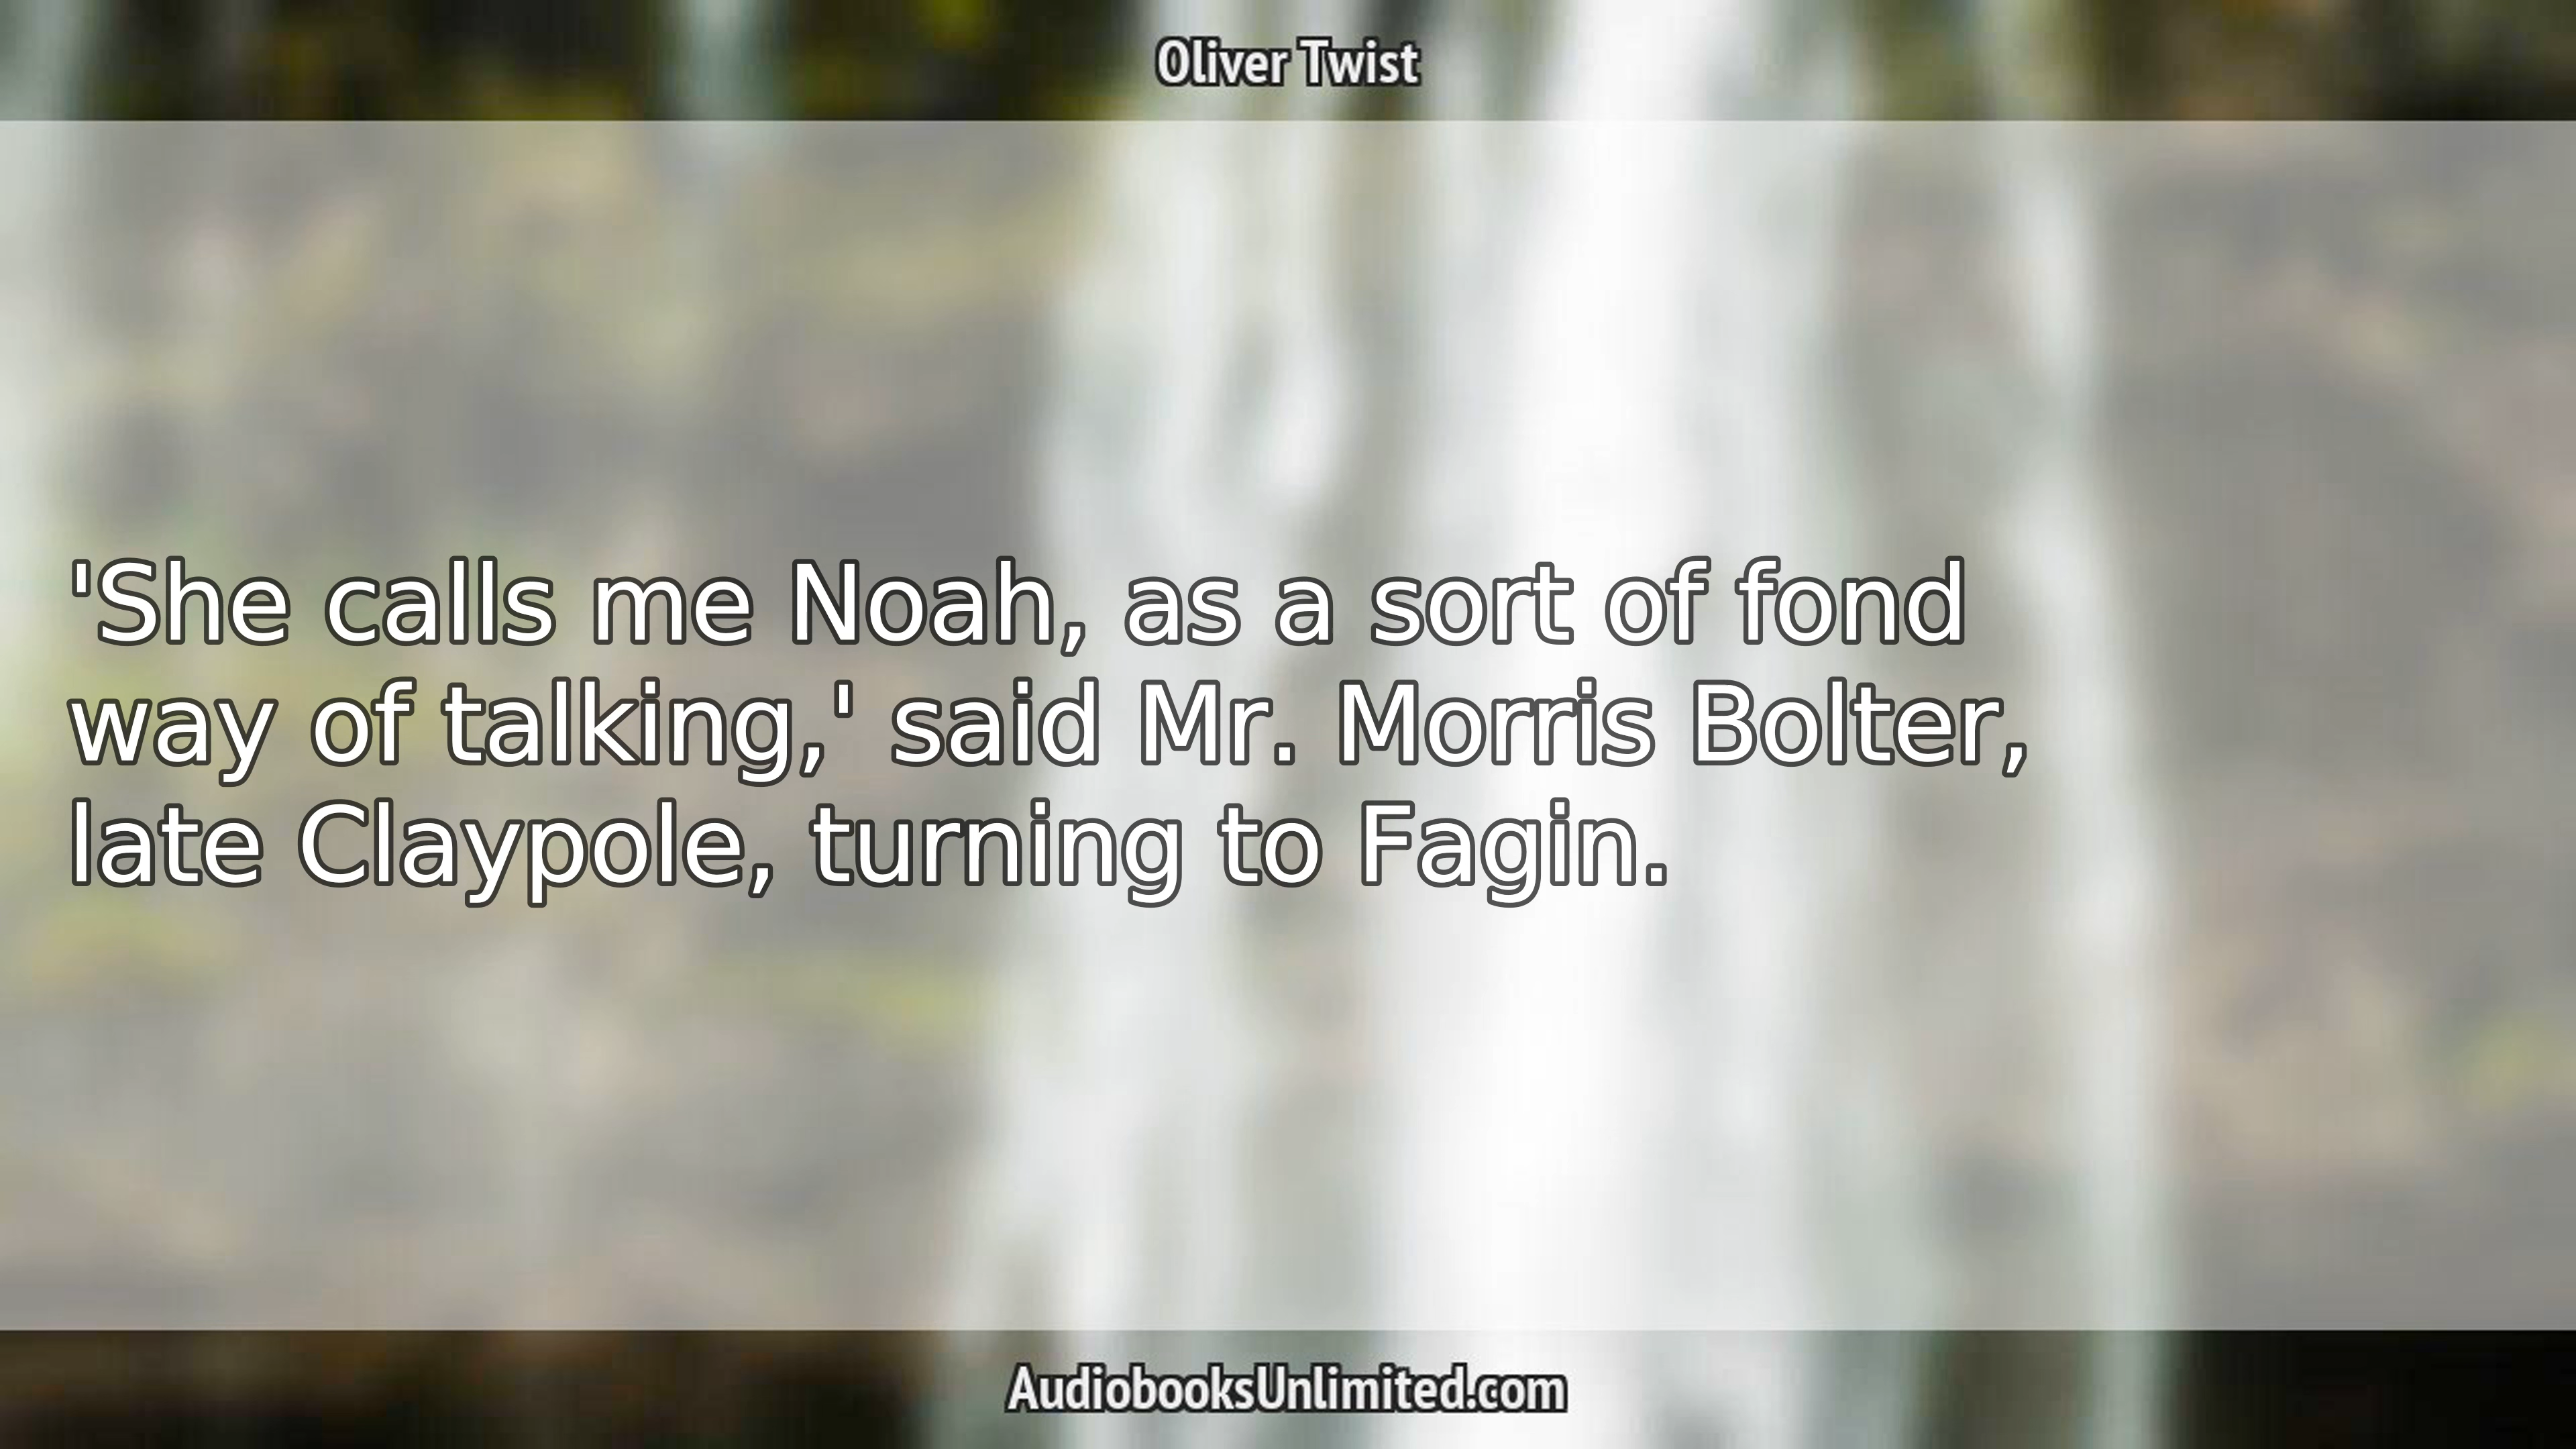 Oliver Twist
'She calls me Noah, as a sort of fond
way of talking,' said Mr. Morris Bolter,
late Claypole, turning to Fagin.
AudiobooksUnlimited.com